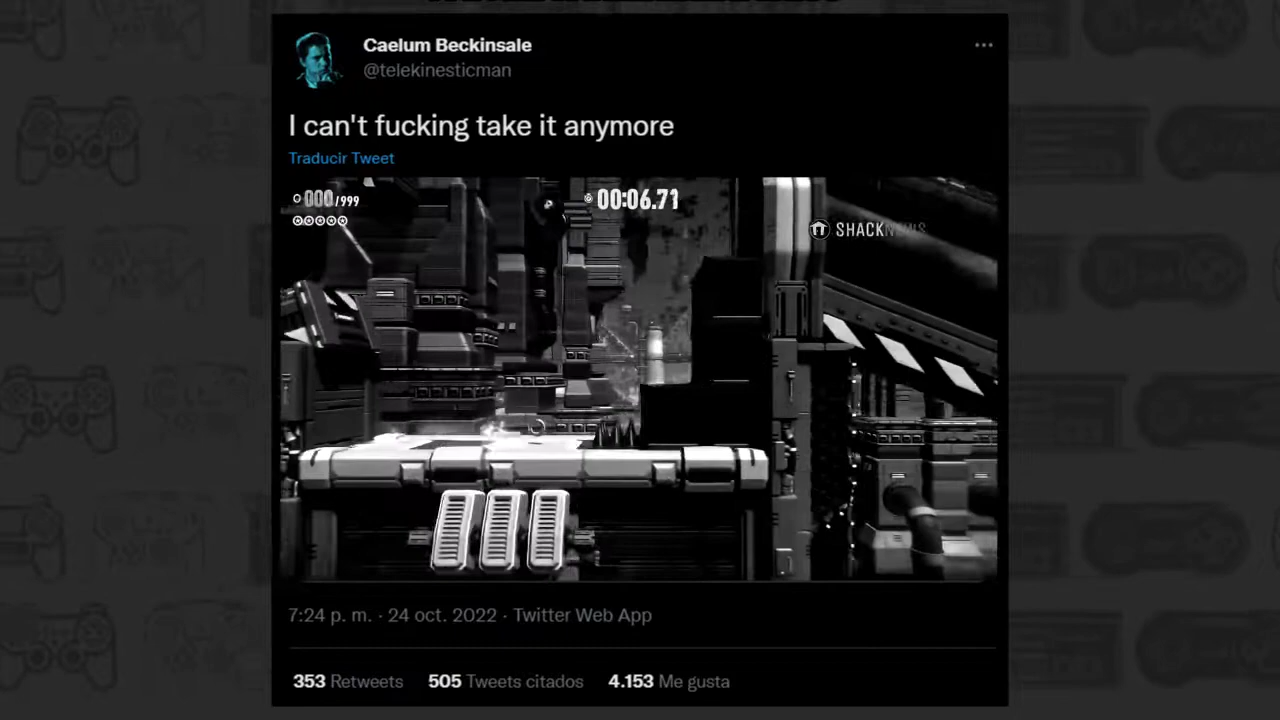 Caelum Beckinsale
@telekinesticman
I can't fucking take it anymore
Traducir Tweet
000/999
00:06.71
SHACKNEWS
7:24 p. m. · 24 oct. 2022 · Twitter Web App
353 Retweets 505 Tweets citados 4.153 Me gusta